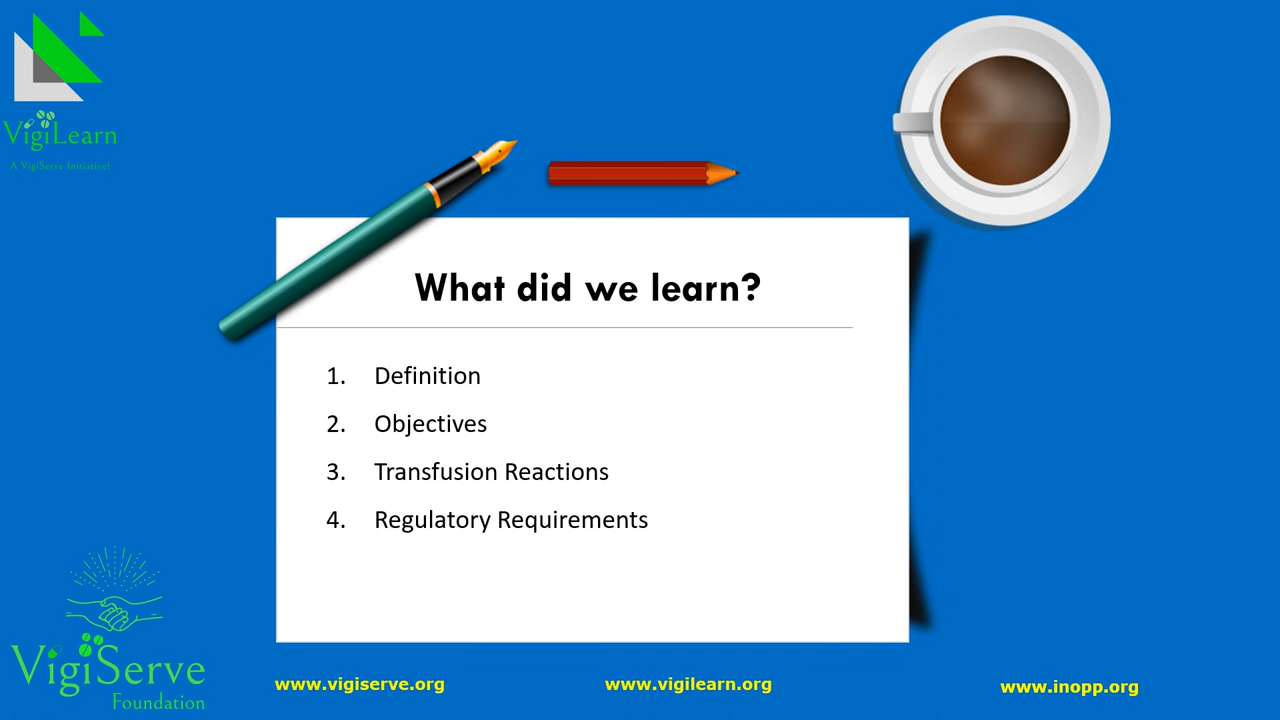 VigiLearn
A VigiServe Initiative!
What did we learn?
1. Definition
2. Objectives
3. Transfusion Reactions
4. Regulatory Requirements
VigiServe
Foundation
www.vigiserve.org
www.vigilearn.org
www.inopp.org